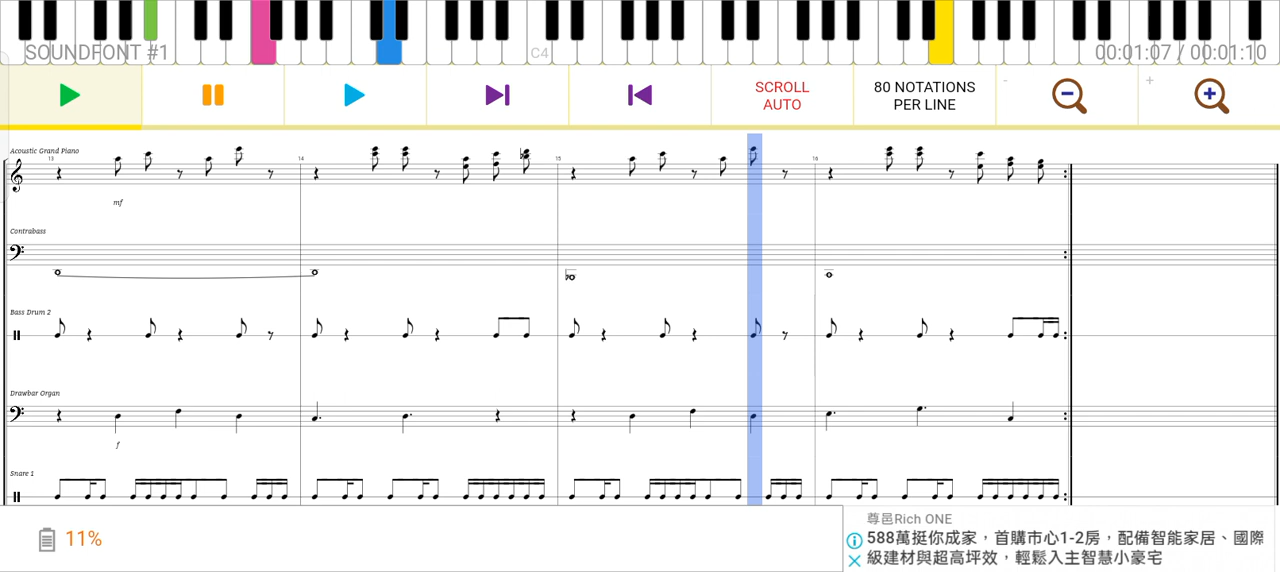 SOUNDFONT #1
C4
00:01:07 / 00:01:10
SCROLL
AUTO
80 NOTATIONS
PER LINE
-
+
Acoustic Grand Piano
13
14
15
16
mf
Contrabass
Bass Drum 2
Drawbar Organ
f
Snare 1
11%
尊邑Rich ONE
588萬挺你成家，首購市心1-2房，配備智能家居、國際
級建材與超高坪效，輕鬆入主智慧小豪宅